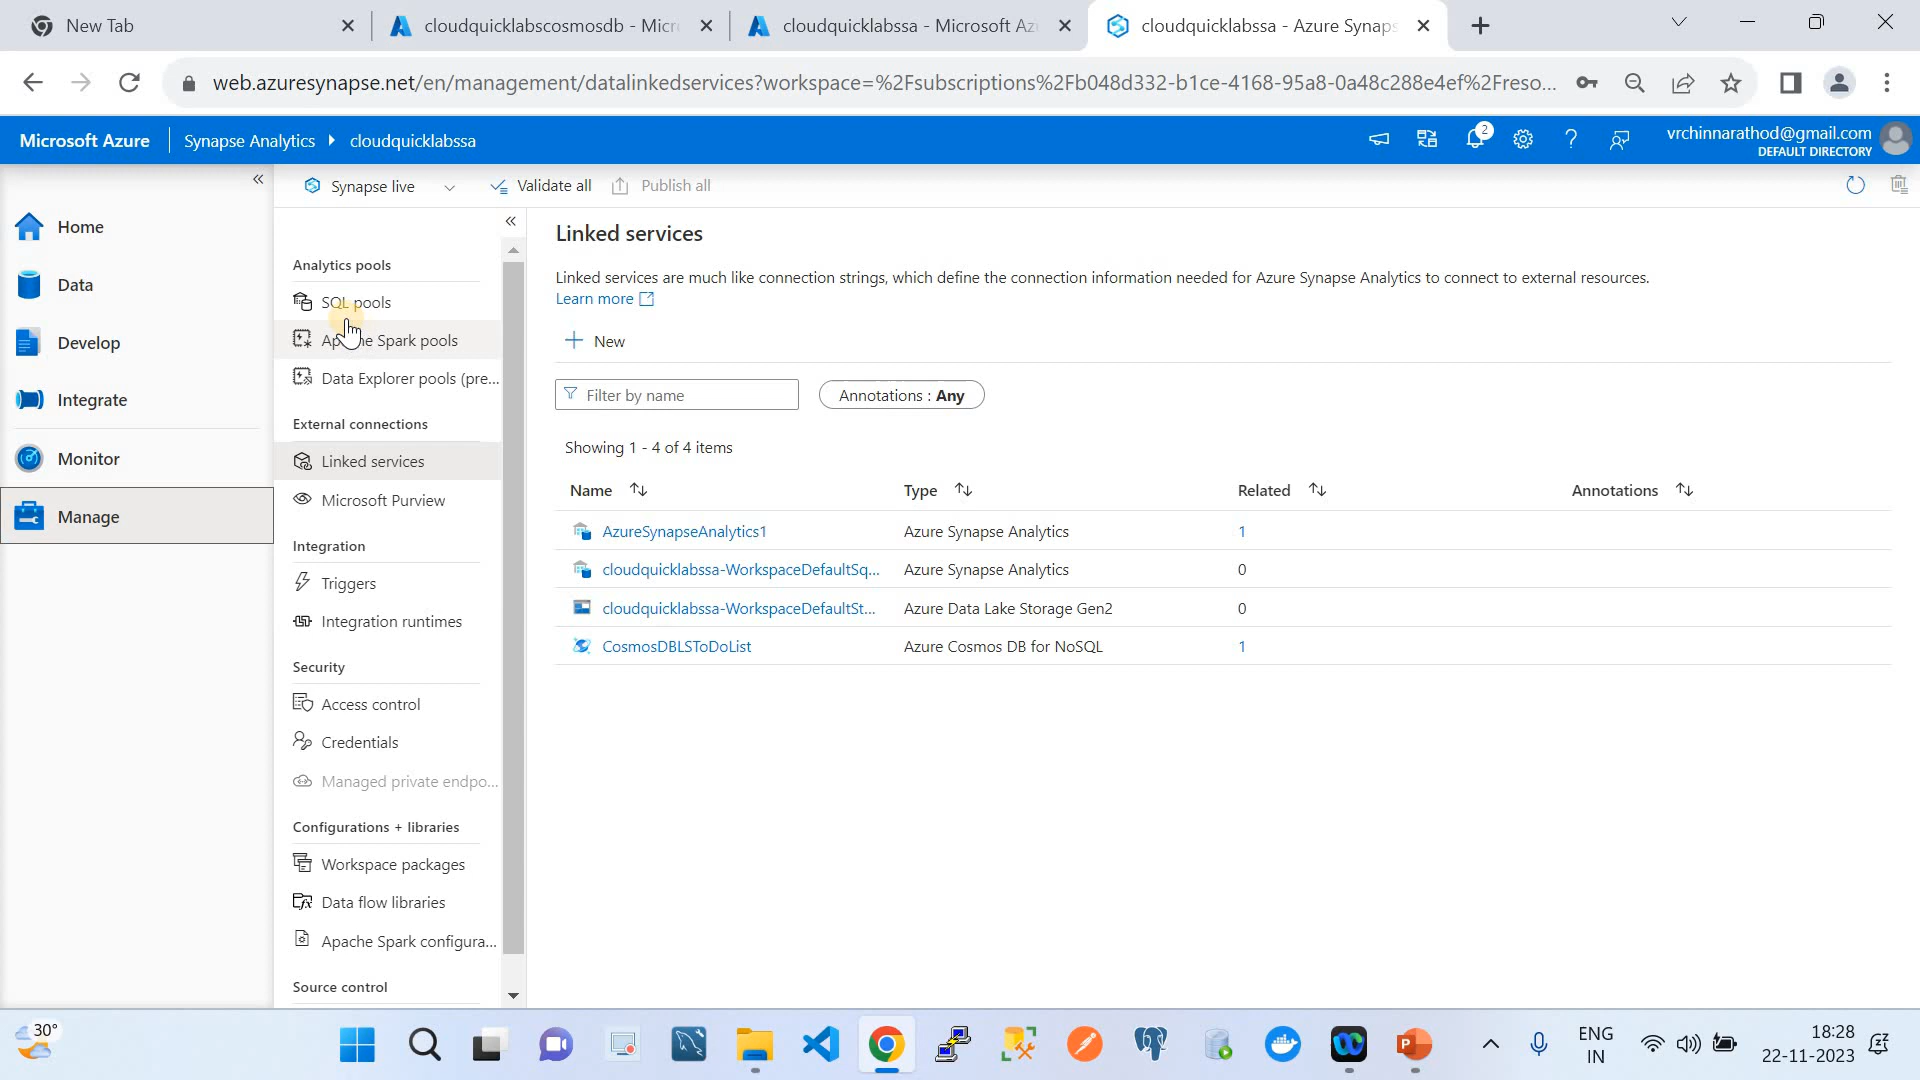 New Tab
cloudquicklabscosmosdb - Micr
cloudquicklabssa - Microsoft Az
cloudquicklabssa - Azure Synaps
web.azuresynapse.net/en/management/datalinkedservices?workspace=%2Fsubscriptions%2Fb048d332-b1ce-4168-95a8-0a48c288e4ef%2Freso...
Microsoft Azure
Synapse Analytics
cloudquicklabssa
2
vrchinnarathod@gmail.com
DEFAULT DIRECTORY
Synapse live
Validate all
Publish all
Home
Data
Develop
Integrate
Monitor
Manage
Analytics pools
SQL pools
Apache Spark pools
Data Explorer pools (pre...
External connections
Linked services
Microsoft Purview
Integration
Triggers
Integration runtimes
Security
Access control
Credentials
Managed private endpo...
Configurations + libraries
Workspace packages
Data flow libraries
Apache Spark configura...
Source control
Linked services
Linked services are much like connection strings, which define the connection information needed for Azure Synapse Analytics to connect to external resources.
Learn more
New
Filter by name
Annotations : Any
Showing 1 - 4 of 4 items
Name Type Related Annotations
AzureSynapseAnalytics1 Azure Synapse Analytics 1
cloudquicklabssa-WorkspaceDefaultSq... Azure Synapse Analytics 0
cloudquicklabssa-WorkspaceDefaultSt... Azure Data Lake Storage Gen2 0
CosmosDBLSToDoList Azure Cosmos DB for NoSQL 1
30°
ENG
IN
18:28
22-11-2023